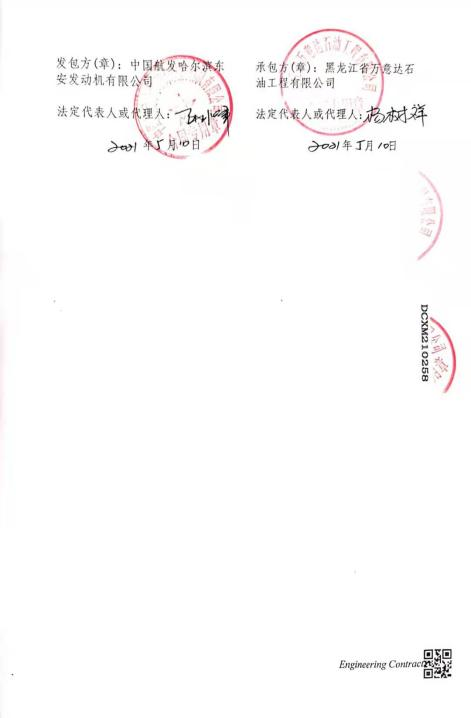 发包方(章)：中国航发哈尔滨东
安发动机有限公司
法定代表人或代理人：
2021年5月10日
承包方(章)：黑龙江省万意达石
油工程有限公司
法定代表人或代理人：杨树祥
2021年5月10日
DCXM210258
Engineering Contract